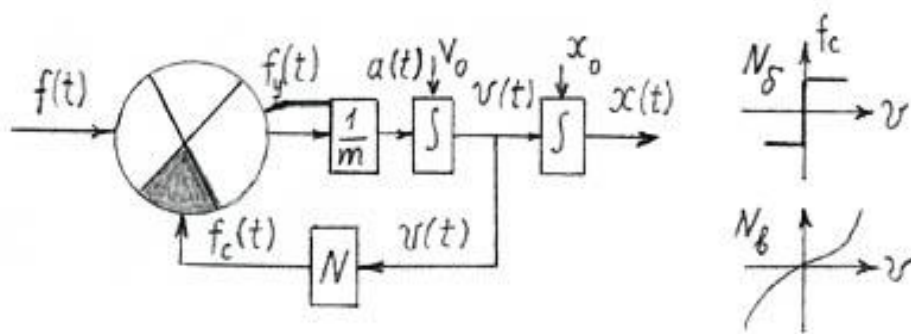 f(t)
f_y(t)
a(t)
V_0
v(t)
x_0
x(t)
1/m
∫
∫
f_c(t)
N
v(t)
N_δ
f_c
v
N_в
v